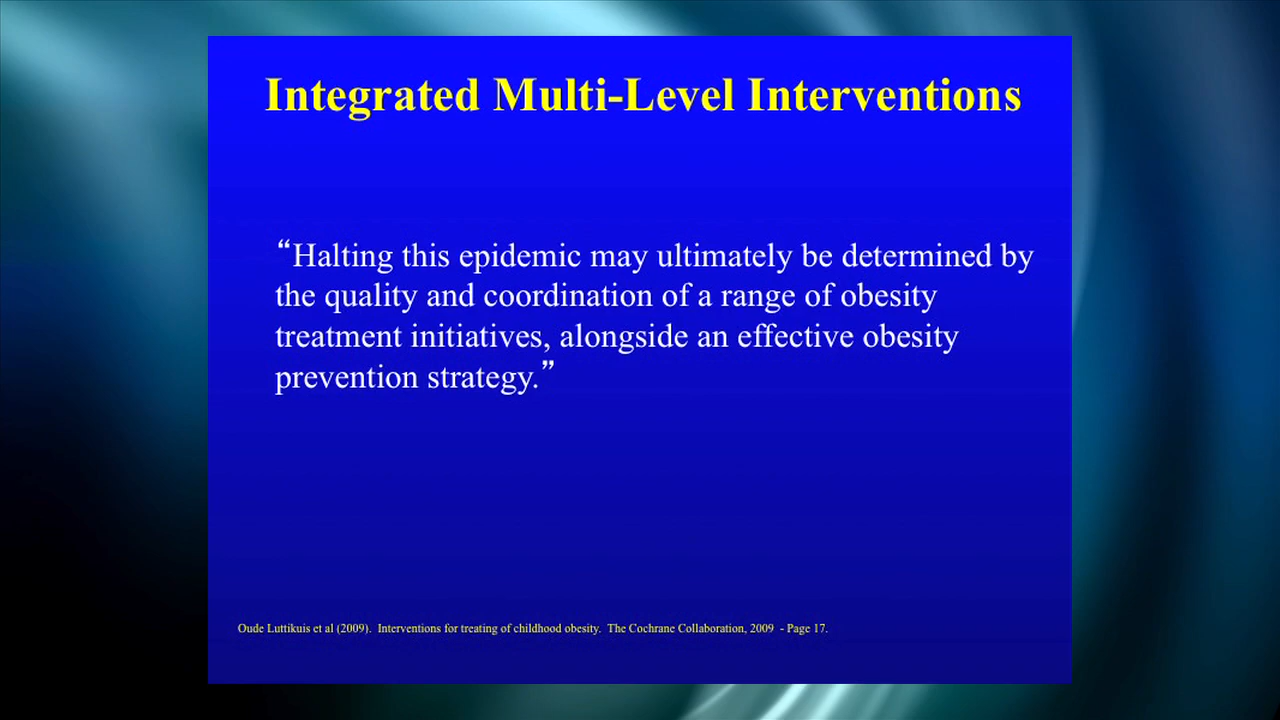 Integrated Multi-Level Interventions
“Halting this epidemic may ultimately be determined by
the quality and coordination of a range of obesity
treatment initiatives, alongside an effective obesity
prevention strategy.”
Oude Luttikuis et al (2009).  Interventions for treating of childhood obesity.  The Cochrane Collaboration, 2009  - Page 17.